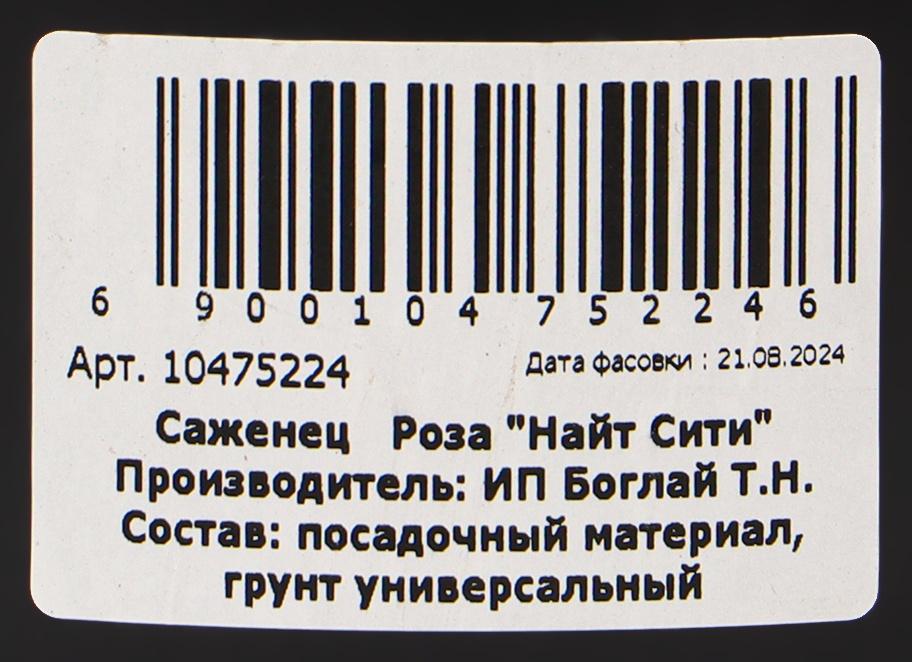 6 900104 752246
Арт. 10475224 Дата фасовки : 21.08.2024
Саженец Роза "Найт Сити"
Производитель: ИП Боглай Т.Н.
Состав: посадочный материал,
грунт универсальный